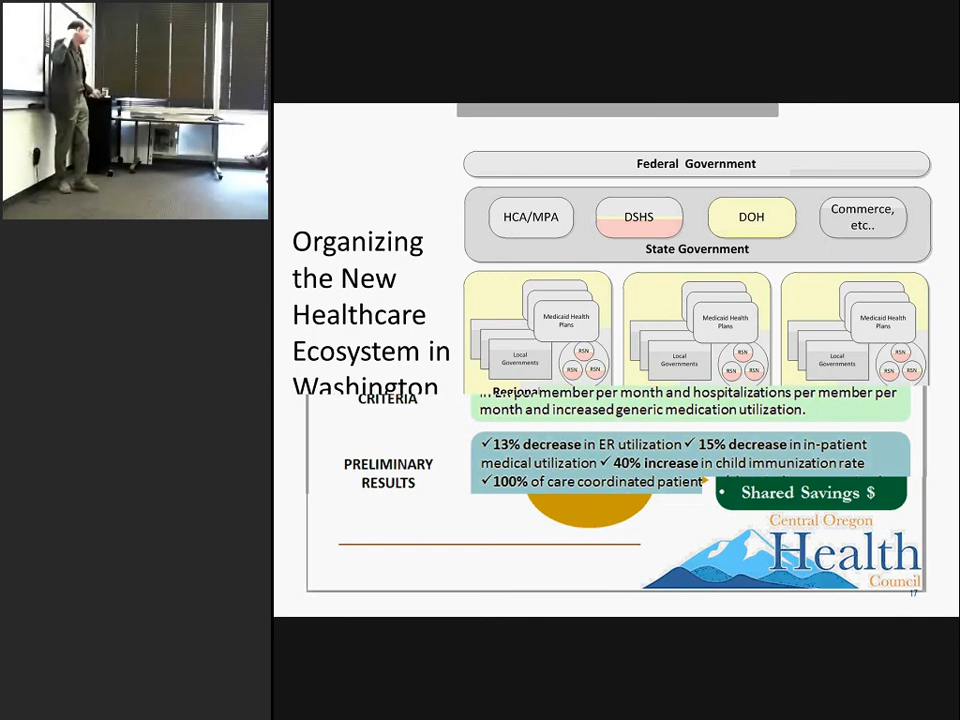 Federal Government
HCA/MPA
DSHS
DOH
Commerce,
etc..
State Government
Organizing
the New
Healthcare
Ecosystem in
Washington
Medicaid Health
Plans
Local
Governments
RSN
RSN
RSN
Medicaid Health
Plans
Local
Governments
RSN
RSN
RSN
Medicaid Health
Plans
Local
Governments
RSN
RSN
RSN
Regional
CRITERIA
member per month and hospitalizations per member per
month and increased generic medication utilization.
PRELIMINARY
RESULTS
✓13% decrease in ER utilization ✓ 15% decrease in in-patient
medical utilization ✓ 40% increase in child immunization rate
✓100% of care coordinated patient
• Shared Savings $
Central Oregon
Health
Council
17